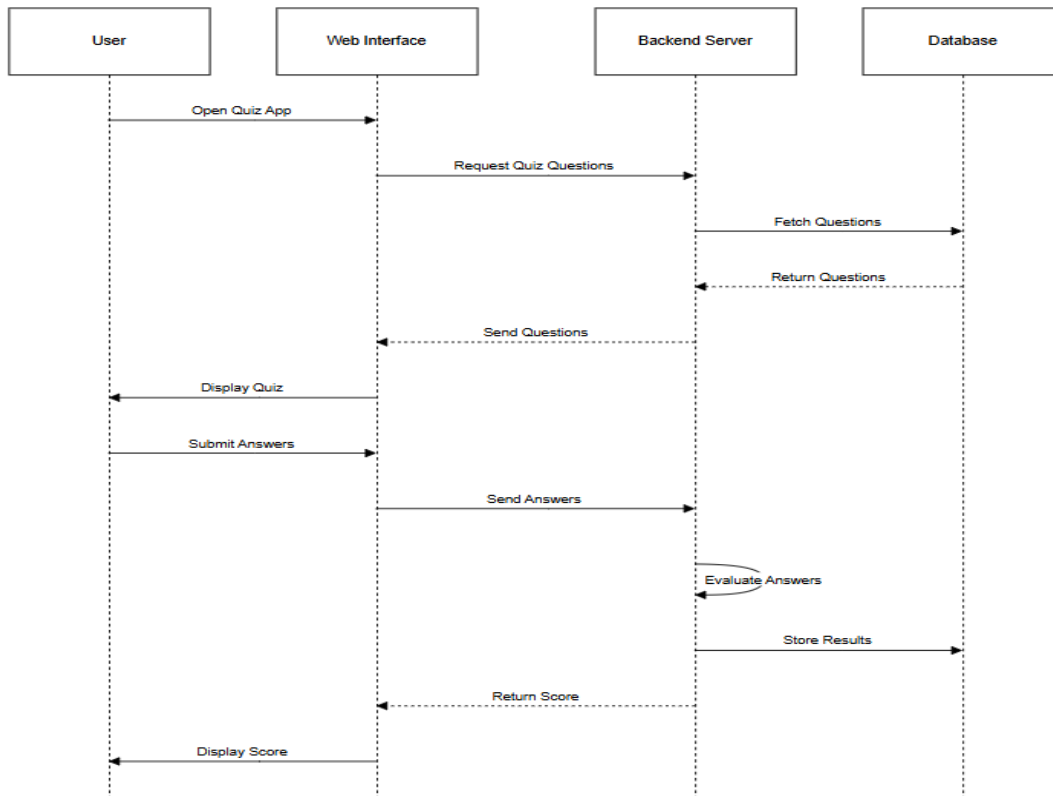 User
Web Interface
Backend Server
Database
Open Quiz App
Request Quiz Questions
Fetch Questions
Return Questions
Send Questions
Display Quiz
Submit Answers
Send Answers
Evaluate Answers
Store Results
Return Score
Display Score